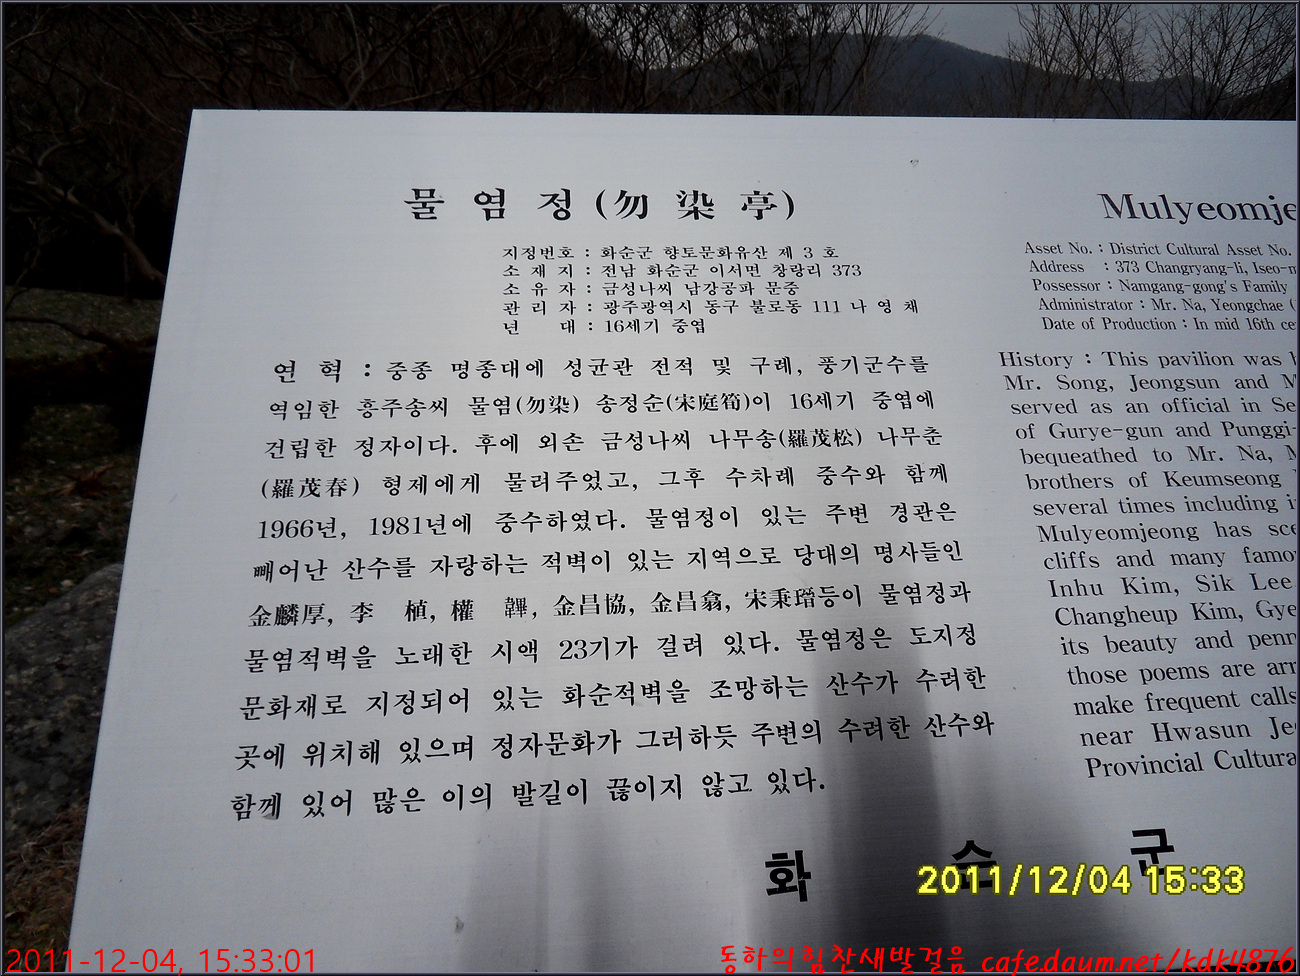 물 염 정 (勿 染 亭)
지정번호 : 화순군 향토문화유산 제 3 호
소 재 지 : 전남 화순군 이서면 창랑리 373
소 유 자 : 금성나씨 남강공파 문중
관 리 자 : 광주광역시 동구 불로동 111 나 영 채
년 대 : 16세기 중엽
연 혁 : 중종 명종대에 성균관 전적 및 구례, 풍기군수를
역임한 홍주송씨 물염(勿染) 송정순(宋庭筍)이 16세기 중엽에
건립한 정자이다. 후에 외손 금성나씨 나무송(羅茂松) 나무춘
(羅茂春) 형제에게 물려주었고, 그후 수차례 중수와 함께
1966년, 1981년에 중수하였다. 물염정이 있는 주변 경관은
빼어난 산수를 자랑하는 적벽이 있는 지역으로 당대의 명사들인
金麟厚, 李 植, 權 韠, 金昌協, 金昌翕, 宋秉璿등이 물염정과
물염적벽을 노래한 시액 23기가 걸려 있다. 물염정은 도지정
문화재로 지정되어 있는 화순적벽을 조망하는 산수가 수려한
곳에 위치해 있으며 정자문화가 그러하듯 주변의 수려한 산수와
함께 있어 많은 이의 발길이 끊이지 않고 있다.
화 순 군
Mulyeomje
Asset No. : District Cultural Asset No.
Address : 373 Changryang-li, Iseo-m
Possessor : Namgang-gong's Family
Administrator : Mr. Na, Yeongchae (
Date of Production : In mid 16th ce
History : This pavilion was b
Mr. Song, Jeongsun and M
served as an official in Se
of Gurye-gun and Punggi-
bequeathed to Mr. Na, M
brothers of Keumseong
several times including i
Mulyeomjeong has sce
cliffs and many famo
Inhu Kim, Sik Lee
Changheup Kim, Gye
its beauty and penn
those poems are arr
make frequent calls
near Hwasun Je
Provincial Cultura
2011/12/04 15:33
2011-12-04, 15:33:01
동하의힘찬새발걸음 cafe.daum.net/kdk4876